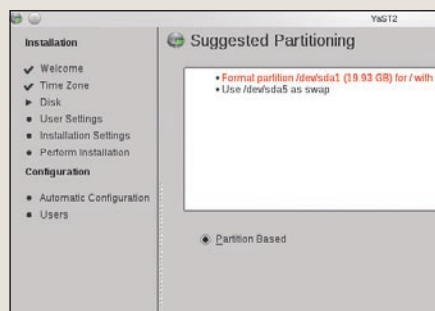 YaST2
Installation
Welcome
Time Zone
Disk
User Settings
Installation Settings
Perform Installation
Configuration
Automatic Configuration
Users
Suggested Partitioning
• Format partition /dev/sda1 (19.93 GB) for / with
• Use /dev/sda5 as swap
Partition Based